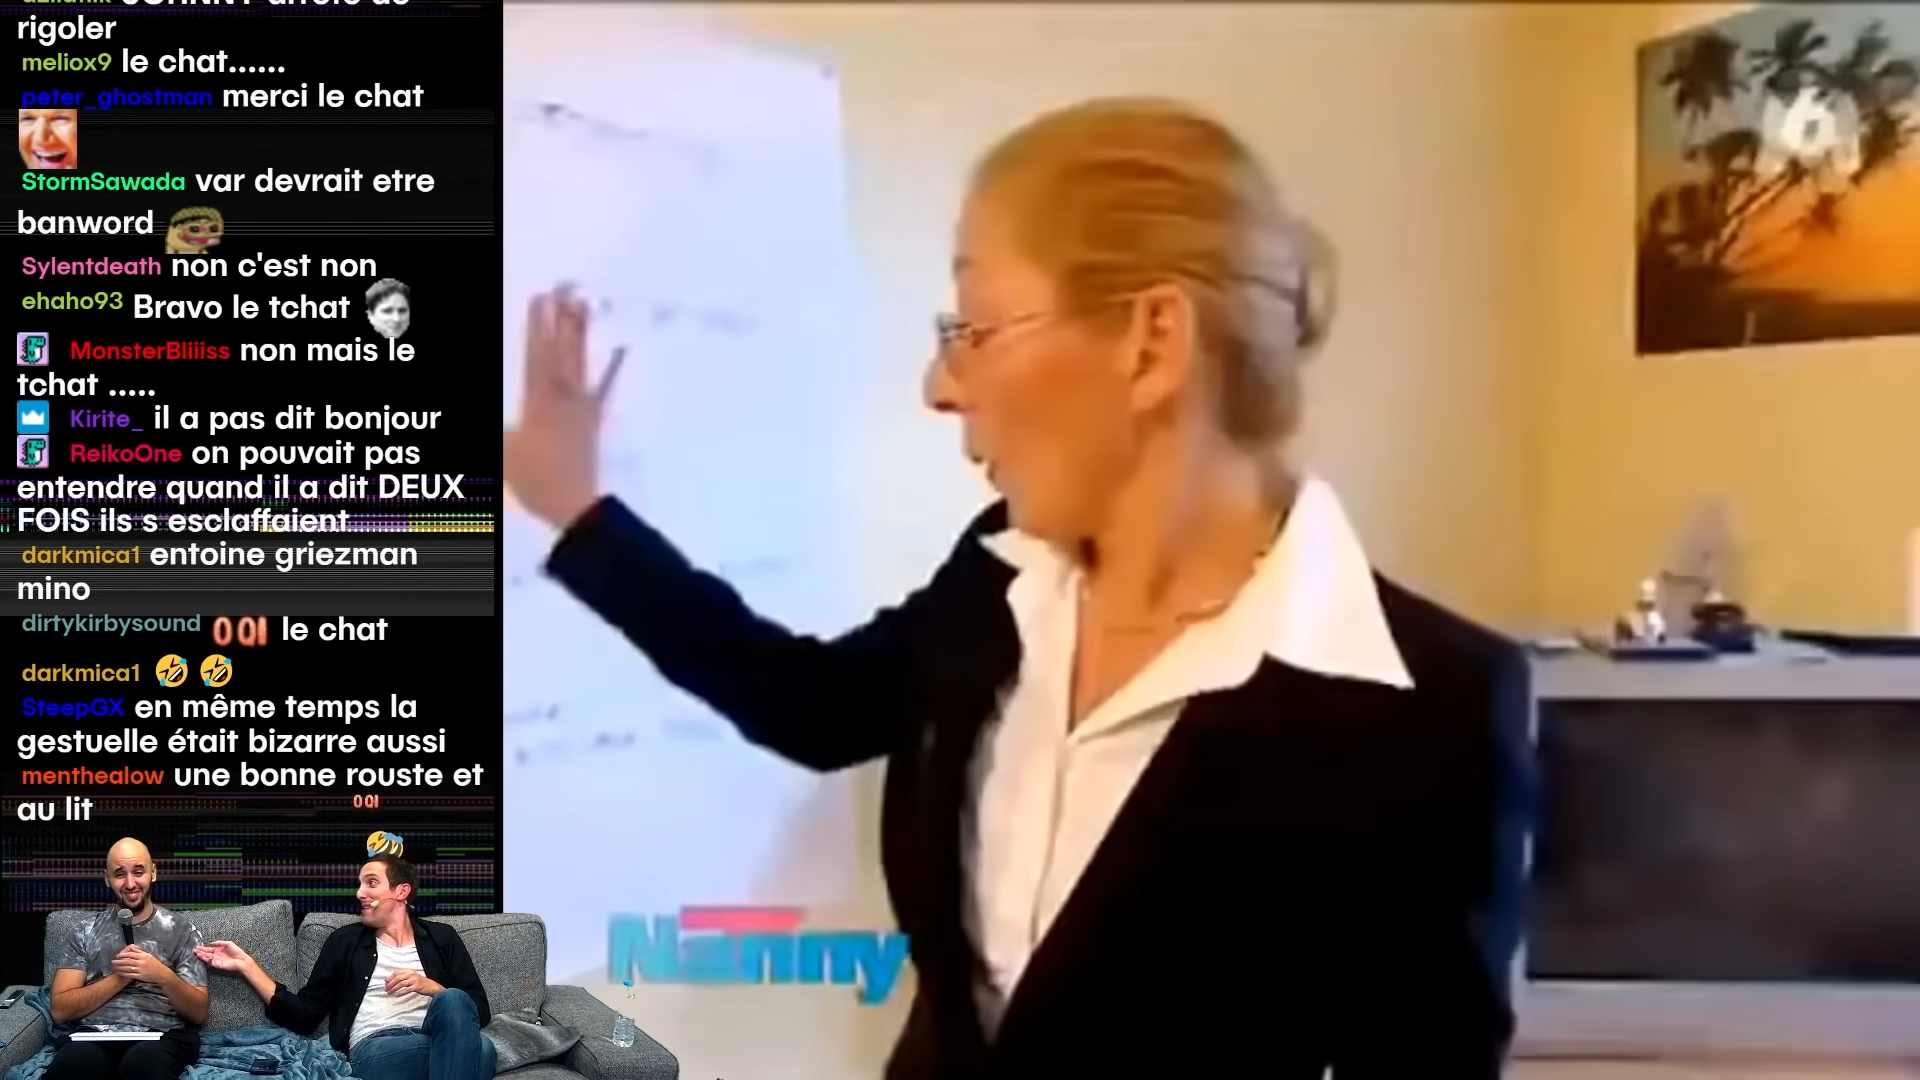 rigoler
meliox9 le chat......
peter_ghostman merci le chat
StormSawada var devrait etre
banword
Sylentdeath non c'est non
ehaho93 Bravo le tchat
MonsterBliiiss non mais le
tchat .....
Kirite_ il a pas dit bonjour
ReikoOne on pouvait pas
entendre quand il a dit DEUX
FOIS ils s esclaffaient
darkmica1 entoine griezman
mino
dirtykirbysound le chat
darkmica1
SteepGX en même temps la
gestuelle était bizarre aussi
menthealow une bonne rouste et
au lit
6
Nanny